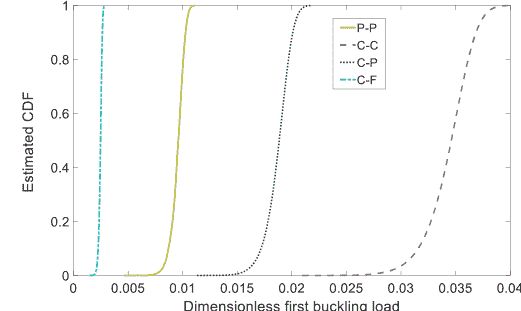 1
0.8
0.6
0.4
0.2
0
Estimated CDF
P-P
C-C
C-P
C-F
0 0.005 0.01 0.015 0.02 0.025 0.03 0.035 0.04
Dimensionless first buckling load